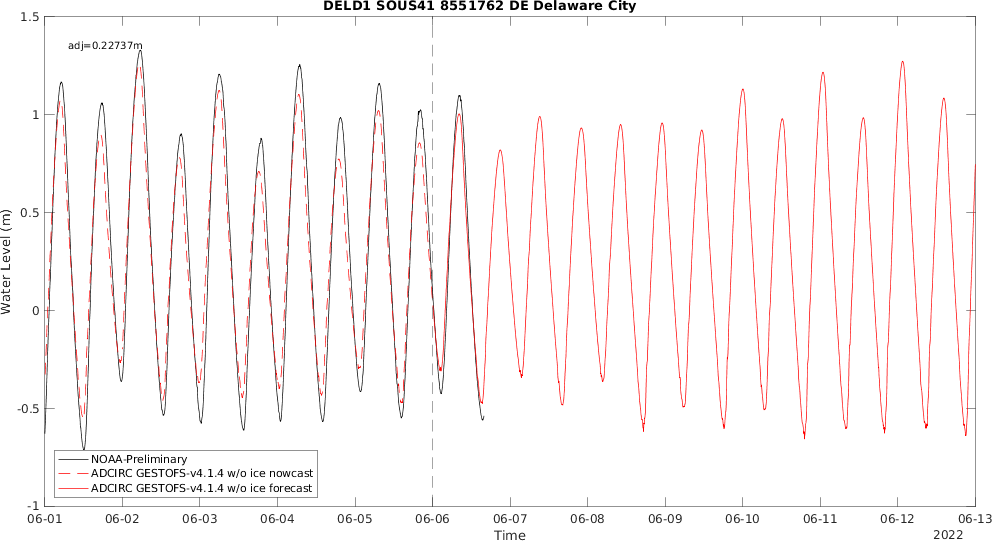 DELD1 SOUS41 8551762 DE Delaware City
1.5
adj=0.22737m
1
0.5
0
-0.5
-1
Water Level (m)
NOAA-Preliminary
ADCIRC GESTOFS-v4.1.4 w/o ice nowcast
ADCIRC GESTOFS-v4.1.4 w/o ice forecast
06-01 06-02 06-03 06-04 06-05 06-06 06-07 06-08 06-09 06-10 06-11 06-12 06-13
Time
2022